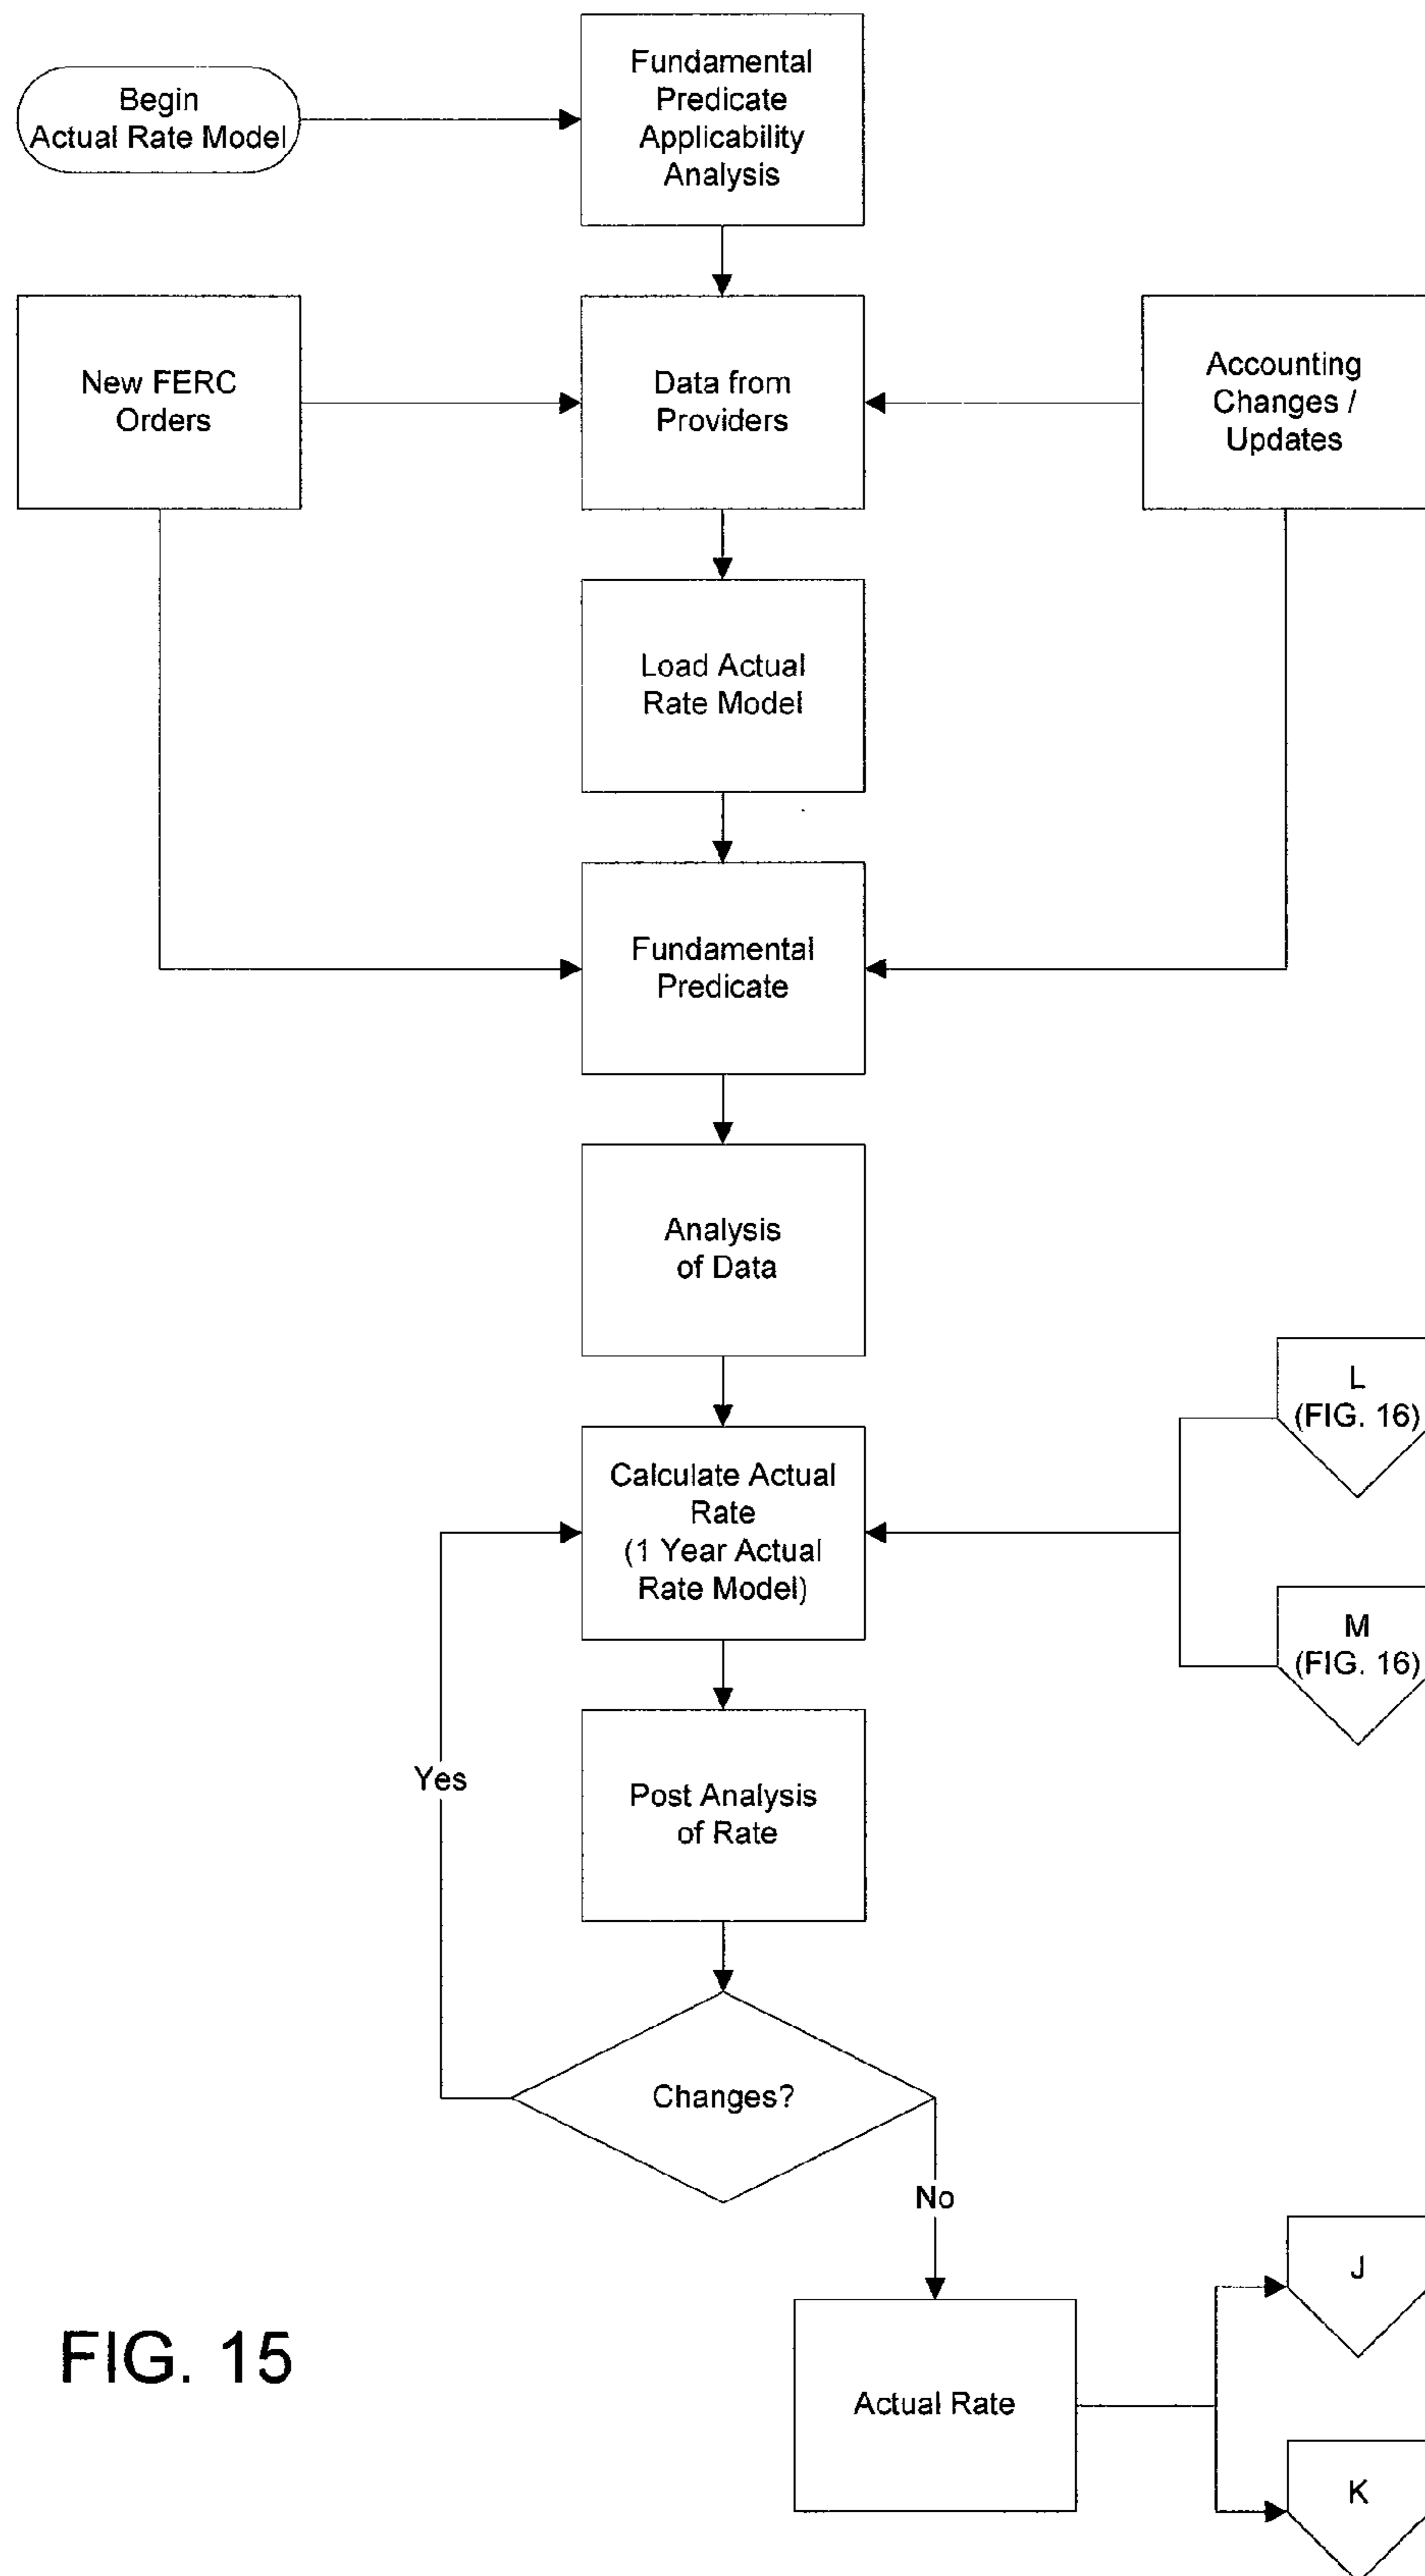 Begin
Actual Rate Model
Fundamental
Predicate
Applicability
Analysis
New FERC
Orders
Data from
Providers
Accounting
Changes /
Updates
Load Actual
Rate Model
Fundamental
Predicate
Analysis
of Data
L
(FIG. 16)
Calculate Actual
Rate
(1 Year Actual
Rate Model)
M
(FIG. 16)
Yes
Post Analysis
of Rate
Changes?
No
J
FIG. 15
Actual Rate
K